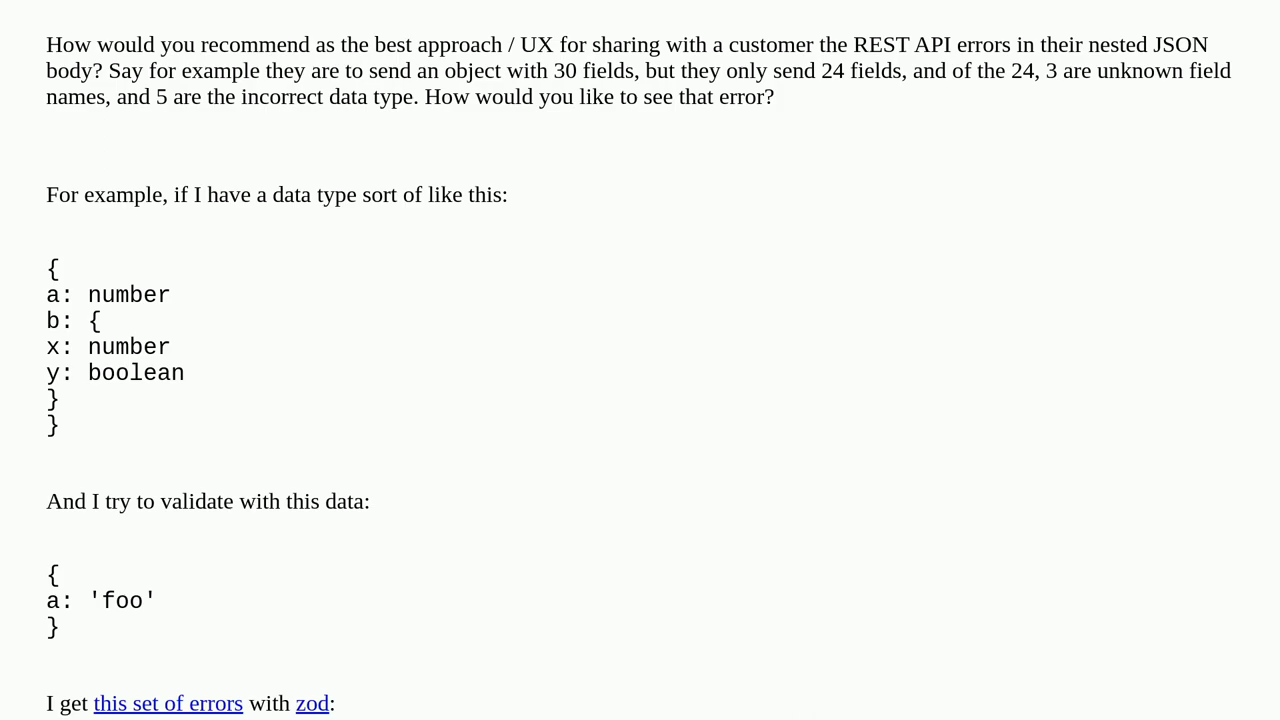 How would you recommend as the best approach / UX for sharing with a customer the REST API errors in their nested JSON
body? Say for example they are to send an object with 30 fields, but they only send 24 fields, and of the 24, 3 are unknown field
names, and 5 are the incorrect data type. How would you like to see that error?
For example, if I have a data type sort of like this:
{
a: number
b: {
x: number
y: boolean
}
}
And I try to validate with this data:
{
a: 'foo'
}
I get this set of errors with zod: